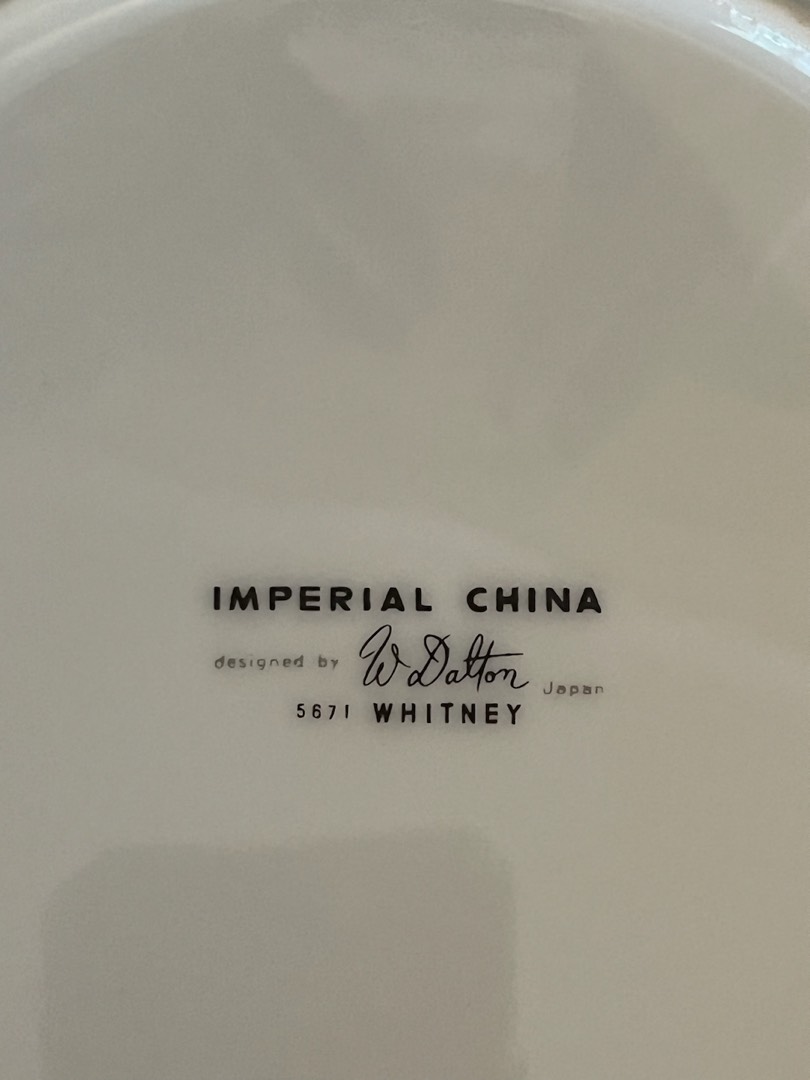 IMPERIAL CHINA
designed by W Dalton Japan
5671 WHITNEY